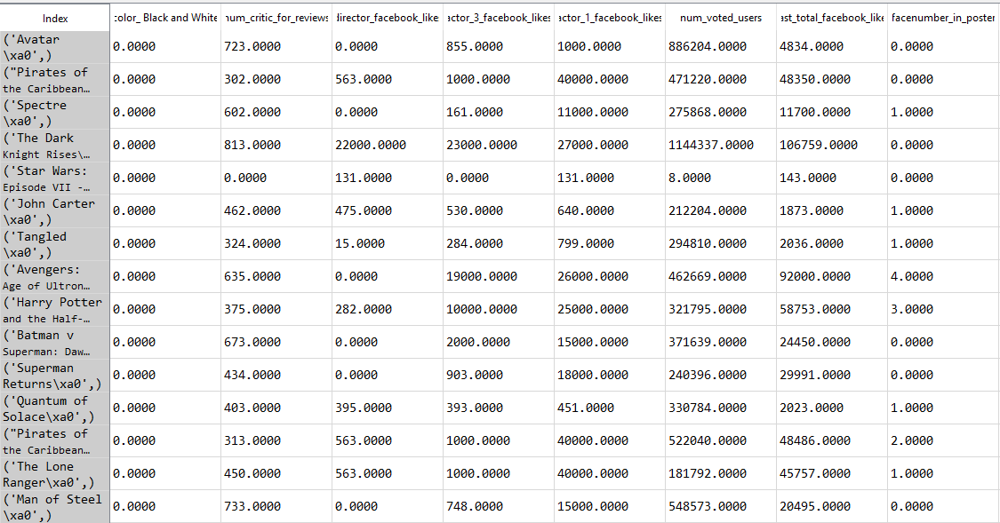 Index color_ Black and White num_critic_for_reviews director_facebook_like actor_3_facebook_likes actor_1_facebook_likes num_voted_users ast_total_facebook_like facenumber_in_poster
('Avatar
\xa0',) 0.0000 723.0000 0.0000 855.0000 1000.0000 886204.0000 4834.0000 0.0000
("Pirates of
the Caribbean… 0.0000 302.0000 563.0000 1000.0000 40000.0000 471220.0000 48350.0000 0.0000
('Spectre
\xa0',) 0.0000 602.0000 0.0000 161.0000 11000.0000 275868.0000 11700.0000 1.0000
('The Dark
Knight Rises\… 0.0000 813.0000 22000.0000 23000.0000 27000.0000 1144337.0000 106759.0000 0.0000
('Star Wars:
Episode VII -… 0.0000 0.0000 131.0000 0.0000 131.0000 8.0000 143.0000 0.0000
('John Carter
\xa0',) 0.0000 462.0000 475.0000 530.0000 640.0000 212204.0000 1873.0000 1.0000
('Tangled
\xa0',) 0.0000 324.0000 15.0000 284.0000 799.0000 294810.0000 2036.0000 1.0000
('Avengers:
Age of Ultron… 0.0000 635.0000 0.0000 19000.0000 26000.0000 462669.0000 92000.0000 4.0000
('Harry Potter
and the Half-… 0.0000 375.0000 282.0000 10000.0000 25000.0000 321795.0000 58753.0000 3.0000
('Batman v
Superman: Daw… 0.0000 673.0000 0.0000 2000.0000 15000.0000 371639.0000 24450.0000 0.0000
('Superman
Returns\xa0',) 0.0000 434.0000 0.0000 903.0000 18000.0000 240396.0000 29991.0000 0.0000
('Quantum of
Solace\xa0',) 0.0000 403.0000 395.0000 393.0000 451.0000 330784.0000 2023.0000 1.0000
("Pirates of
the Caribbean… 0.0000 313.0000 563.0000 1000.0000 40000.0000 522040.0000 48486.0000 2.0000
('The Lone
Ranger\xa0',) 0.0000 450.0000 563.0000 1000.0000 40000.0000 181792.0000 45757.0000 1.0000
('Man of Steel
\xa0',) 0.0000 733.0000 0.0000 748.0000 15000.0000 548573.0000 20495.0000 0.0000